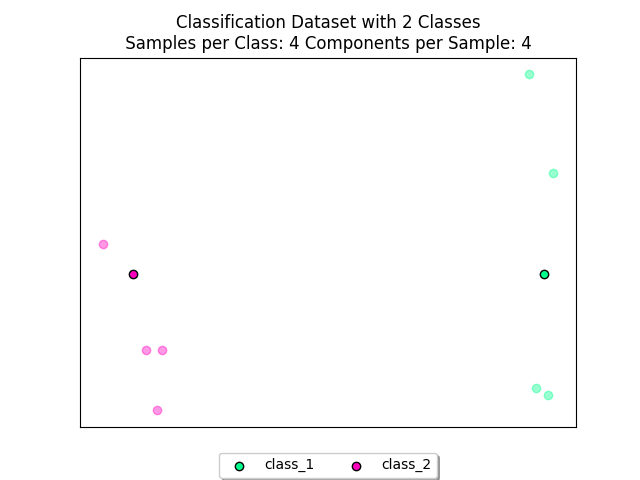 Classification Dataset with 2 Classes
Samples per Class: 4 Components per Sample: 4
class_1 class_2